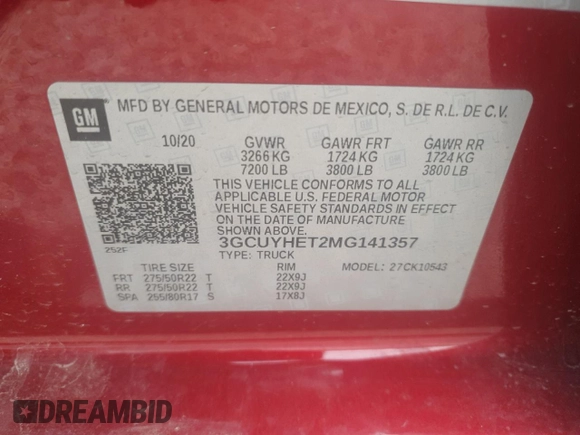 GM MFD BY GENERAL MOTORS DE MEXICO, S. DE R.L. DE C.V.
10/20 GVWR GAWR FRT GAWR RR
3266 KG 1724 KG 1724 KG
7200 LB 3800 LB 3800 LB
THIS VEHICLE CONFORMS TO ALL
APPLICABLE U.S. FEDERAL MOTOR
VEHICLE SAFETY STANDARDS IN EFFECT
ON THE DATE OF MANUFACTURE
SHOWN ABOVE.
252F
3GCUYHET2MG141357
TYPE: TRUCK MODEL: 27CK10543
TIRE SIZE RIM
FRT 275/50R22 T 22X9J
RR 275/50R22 T 22X9J
SPA 255/80R17 S 17X8J
DREAMBID